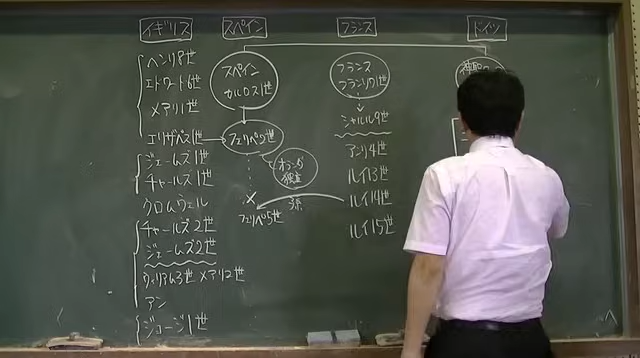 イギリス
スペイン
フランス
ドイツ
ヘンリ8世
エドワード6世
メアリ1世
エリザベス1世
ジェームズ1世
チャールズ1世
クロムウェル
チャールズ2世
ジェームズ2世
ウィリアム3世 メアリ2世
アン
ジョージ1世
スペイン
カルロス1世
フェリペ2世
オランダ
独立
フェリペ5世
孫
フランス
フランソワ1世
シャルル9世
アンリ4世
ルイ13世
ルイ14世
ルイ15世